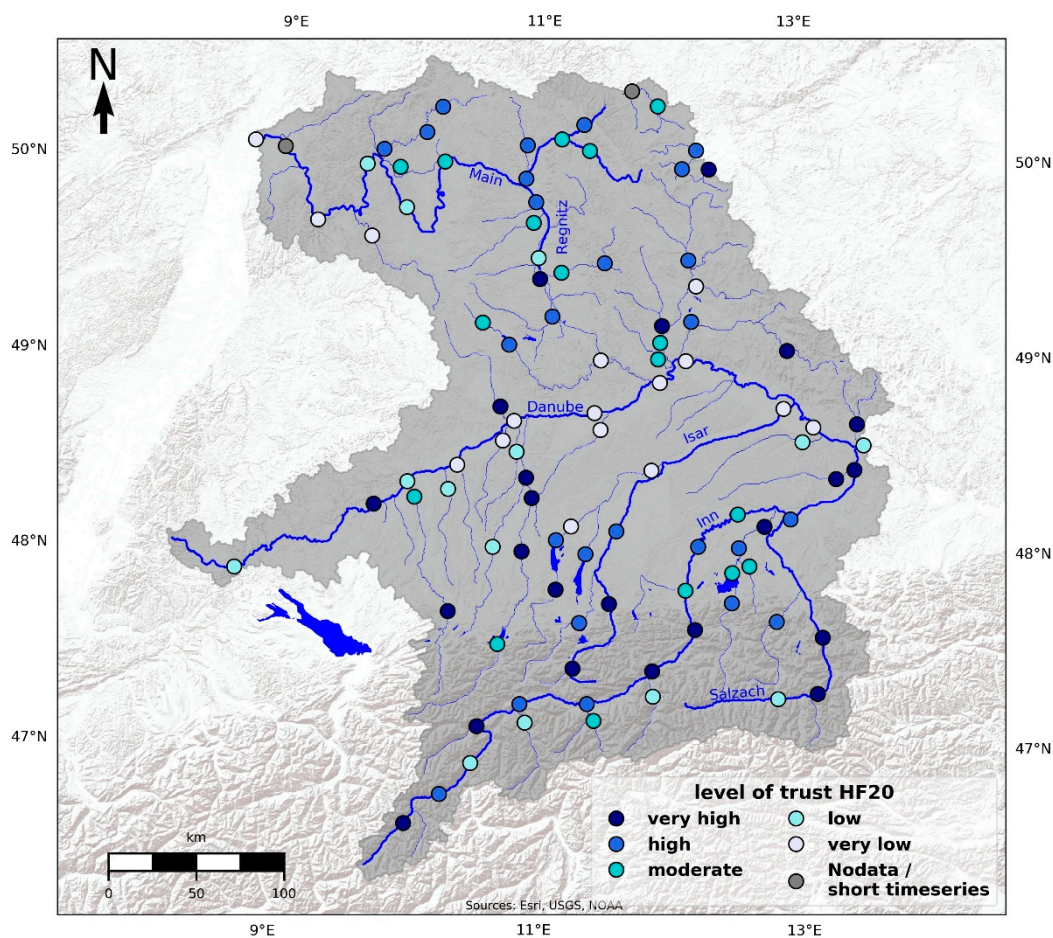 9°E 11°E 13°E
N
50°N 50°N
Main
Regnitz
49°N 49°N
Danube
Isar
Inn
48°N 48°N
Salzach
47°N 47°N
level of trust HF20
very high low
high very low
moderate Nodata /
short timeseries
km
0 50 100
Sources: Esri, USGS, NOAA
9°E 11°E 13°E